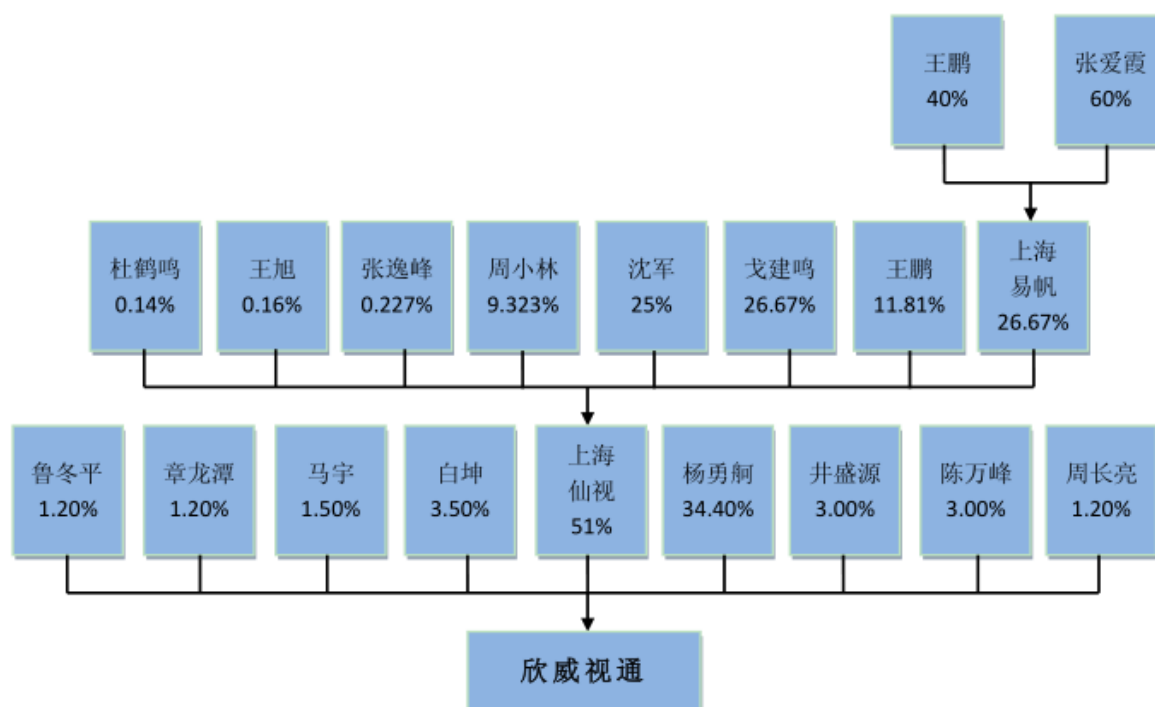 王鹏
40%
张爱霞
60%
杜鹤鸣
0.14%
王旭
0.16%
张逸峰
0.227%
周小林
9.323%
沈军
25%
戈建鸣
26.67%
王鹏
11.81%
上海
易帆
26.67%
鲁冬平
1.20%
章龙潭
1.20%
马宇
1.50%
白坤
3.50%
上海
仙视
51%
杨勇舸
34.40%
井盛源
3.00%
陈万峰
3.00%
周长亮
1.20%
欣威视通